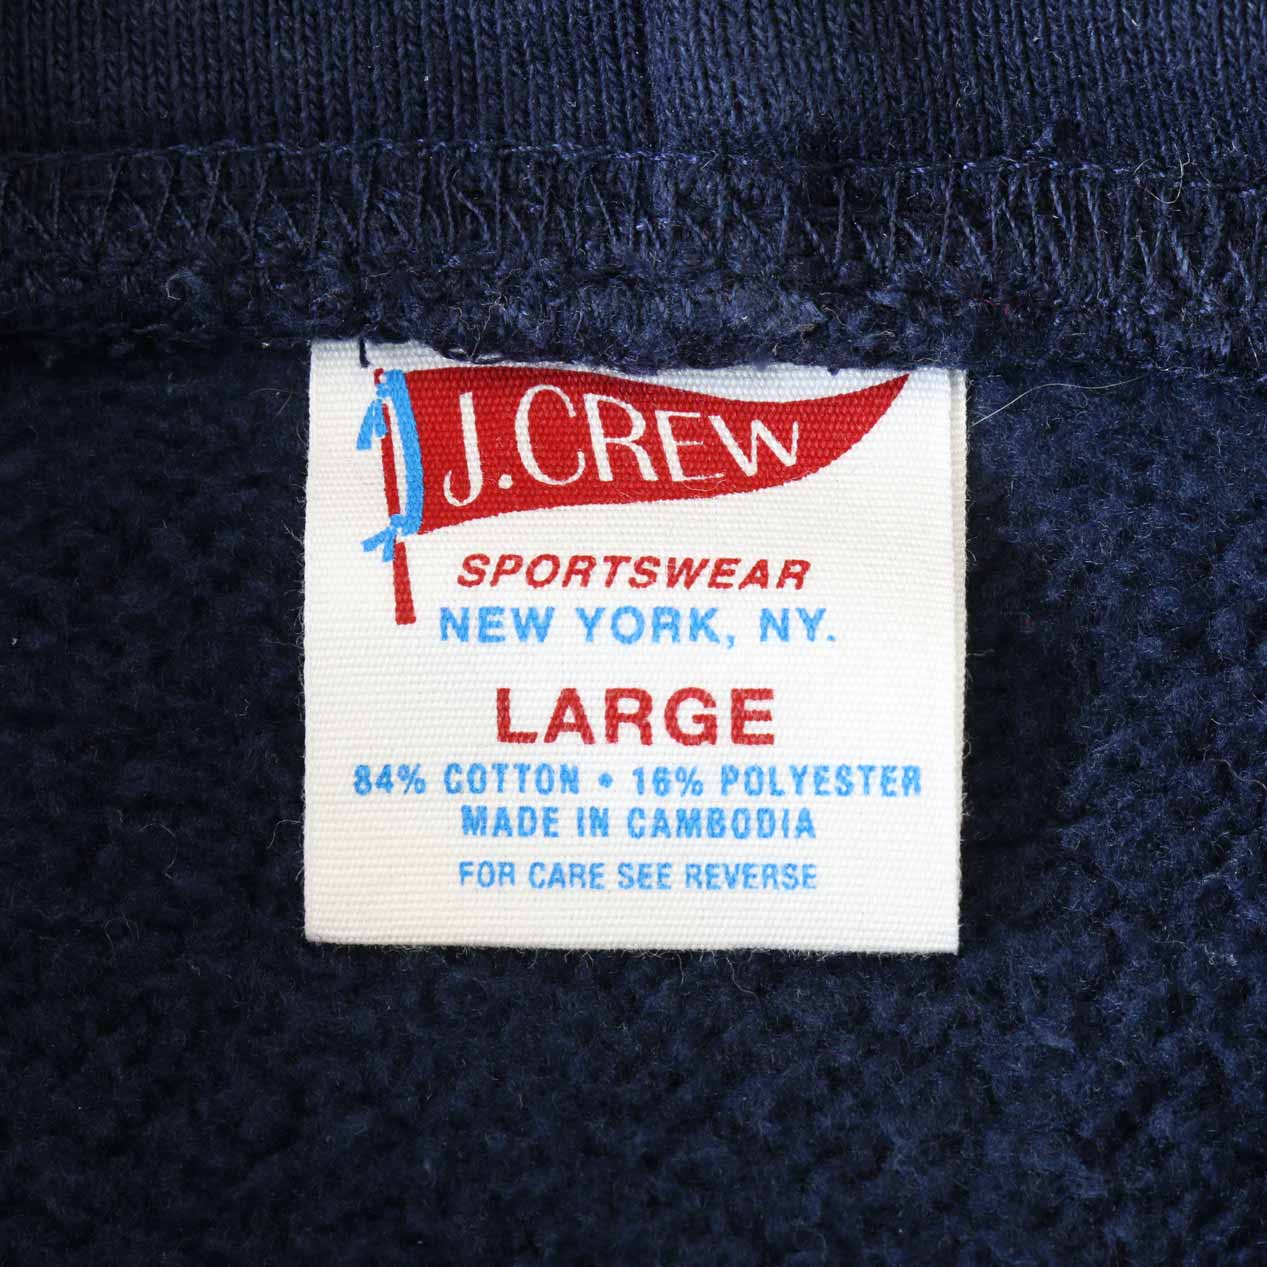 J.CREW
SPORTSWEAR
NEW YORK, NY.
LARGE
84% COTTON • 16% POLYESTER
MADE IN CAMBODIA
FOR CARE SEE REVERSE